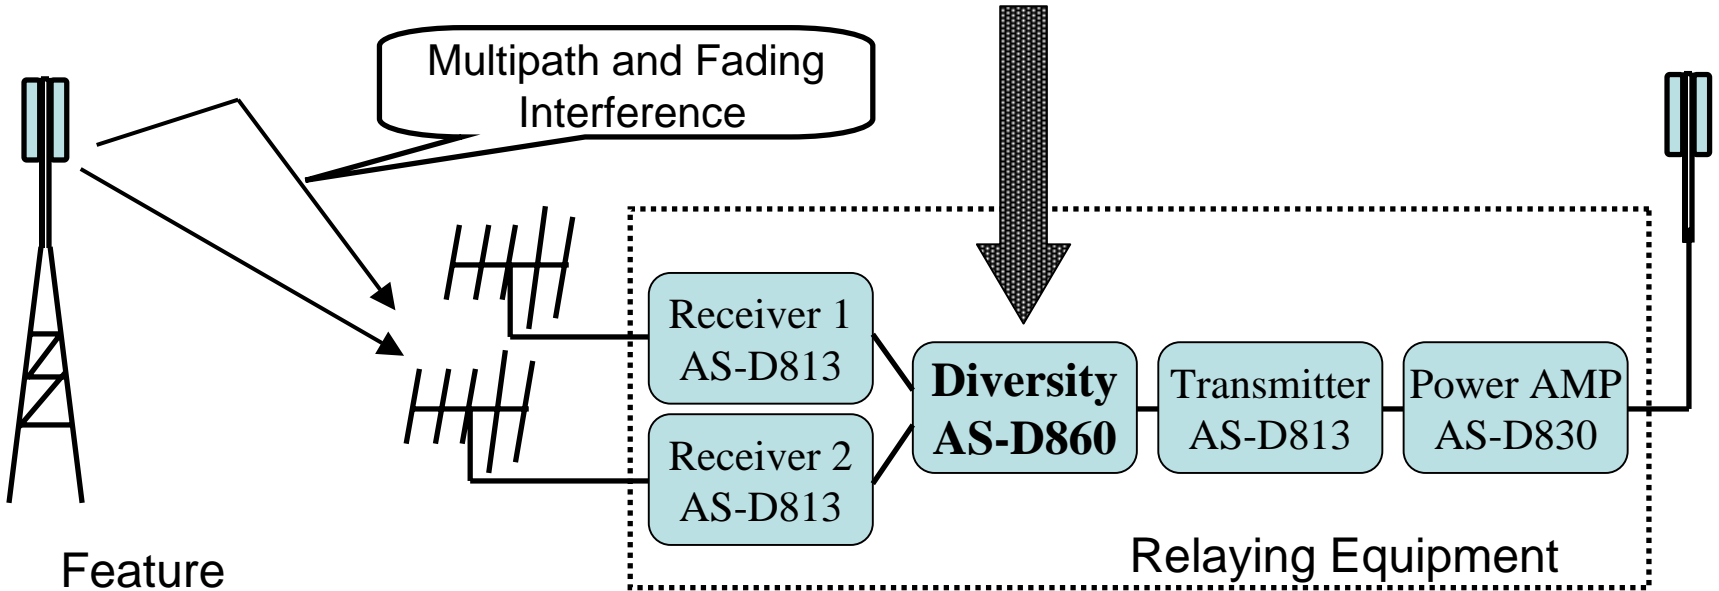 Multipath and Fading
Interference
Receiver 1
AS-D813
Receiver 2
AS-D813
Diversity
AS-D860
Transmitter
AS-D813
Power AMP
AS-D830
Relaying Equipment
Feature